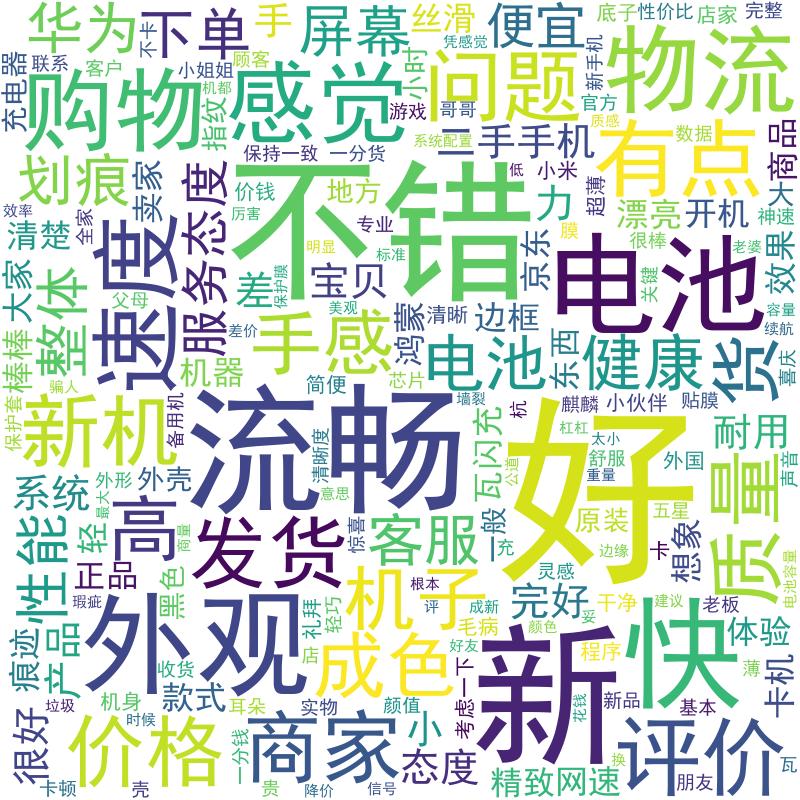 华为
下单
手
屏幕
丝滑
便宜
底子
性价比
店家
完整
不卡
凭感觉
充电器
联系
客户
小姐姐
机都
顾客
小时
问题
新手机
物流
购物
指纹
感觉
游戏
哥哥
官方
质感
系统配置
二手手机
有点
数据
商品
保持一致
一分货
划痕
卖家
服务态度
价钱
厉害
地方
不错
低
小米
力
超薄
漂亮
开机
大
神速
效率
全家
清楚
专业
明显
标准
膜
很棒
老婆
关键
效果
大家
整体
父母
速度
差
保护膜
宝贝
美观
京东
电池
容量
续航
差价
手感
鸿蒙
清晰
边框
东西
棒棒
骗人
机器
简便
芯片
电池
健康
货
喜庆
保护套
新机
备用机
流畅
清晰度
墙裂
杭
麒麟
小伙伴
贴膜
瓦闪充
杠杠
太小
好
公道
舒服
重量
外国
耐用
声音
系统
最大
外形
外壳
意思
质量
性能
轻
高
商量
发货
惊喜
客服
一般
充
原装
五星
边缘
卡
想象
电池容量
正品
瑕疵
黑色
机子
根本
灵感
痕迹
产品
外观
礼拜
轻巧
评
成新
完好
妥
干净
建议
老板
收货
店
成色
毛病
好友
颜色
程序
快
体验
薄
卡机
很好
垃圾
机身
款式
耳朵
实物
颜值
考虑一下
新
花钱
新品
基本
时候
价格
一分钱
商家
小
态度
评价
换
瓦
卡顿
壳
贵
降价
信号
精致
网速
朋友